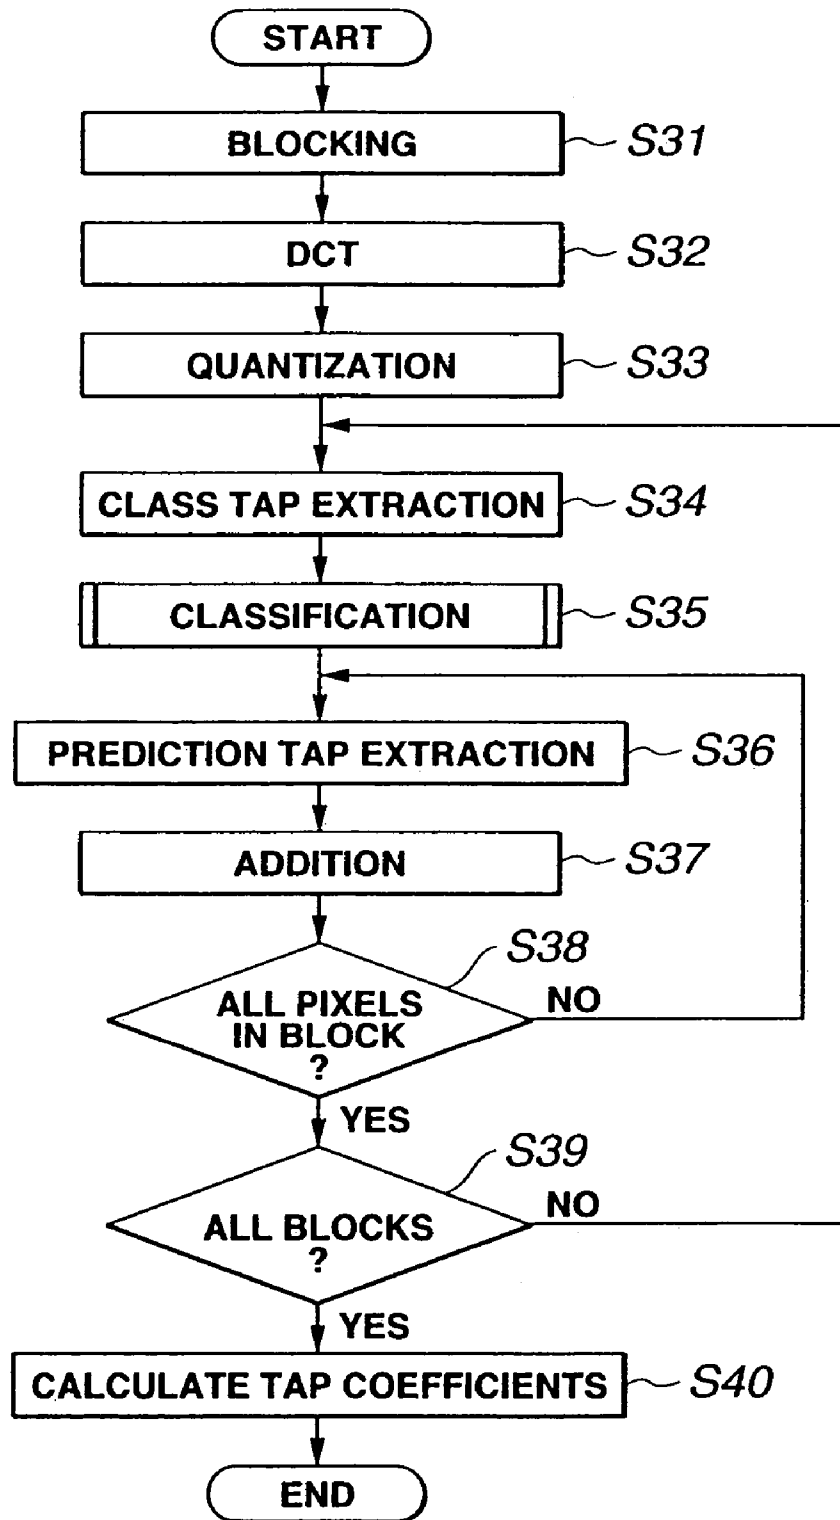 START
BLOCKING S31
DCT S32
QUANTIZATION S33
CLASS TAP EXTRACTION S34
CLASSIFICATION S35
PREDICTION TAP EXTRACTION S36
ADDITION S37
S38
ALL PIXELS
IN BLOCK
?
NO
YES
S39
ALL BLOCKS
?
NO
YES
CALCULATE TAP COEFFICIENTS S40
END